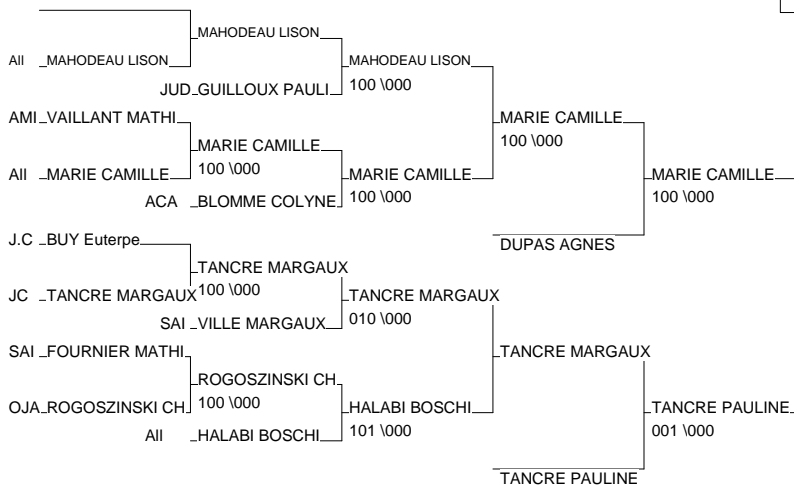 MAHODEAU LISON
All MAHODEAU LISON MAHODEAU LISON
JUD GUILLOUX PAULI 100 \000
AMI VAILLANT MATHI MARIE CAMILLE
MARIE CAMILLE 100 \000
100 \000
All MARIE CAMILLE MARIE CAMILLE MARIE CAMILLE
100 \000 100 \000
ACA BLOMME COLYNE
J.C BUY Euterpe DUPAS AGNES
TANCRE MARGAUX
100 \000
JC TANCRE MARGAUX TANCRE MARGAUX
SAI VILLE MARGAUX 010 \000
SAI FOURNIER MATHI TANCRE MARGAUX
ROGOSZINSKI CH
100 \000
OJA ROGOSZINSKI CH HALABI BOSCHI TANCRE PAULINE
101 \000 001 \000
All HALABI BOSCHI
TANCRE PAULINE